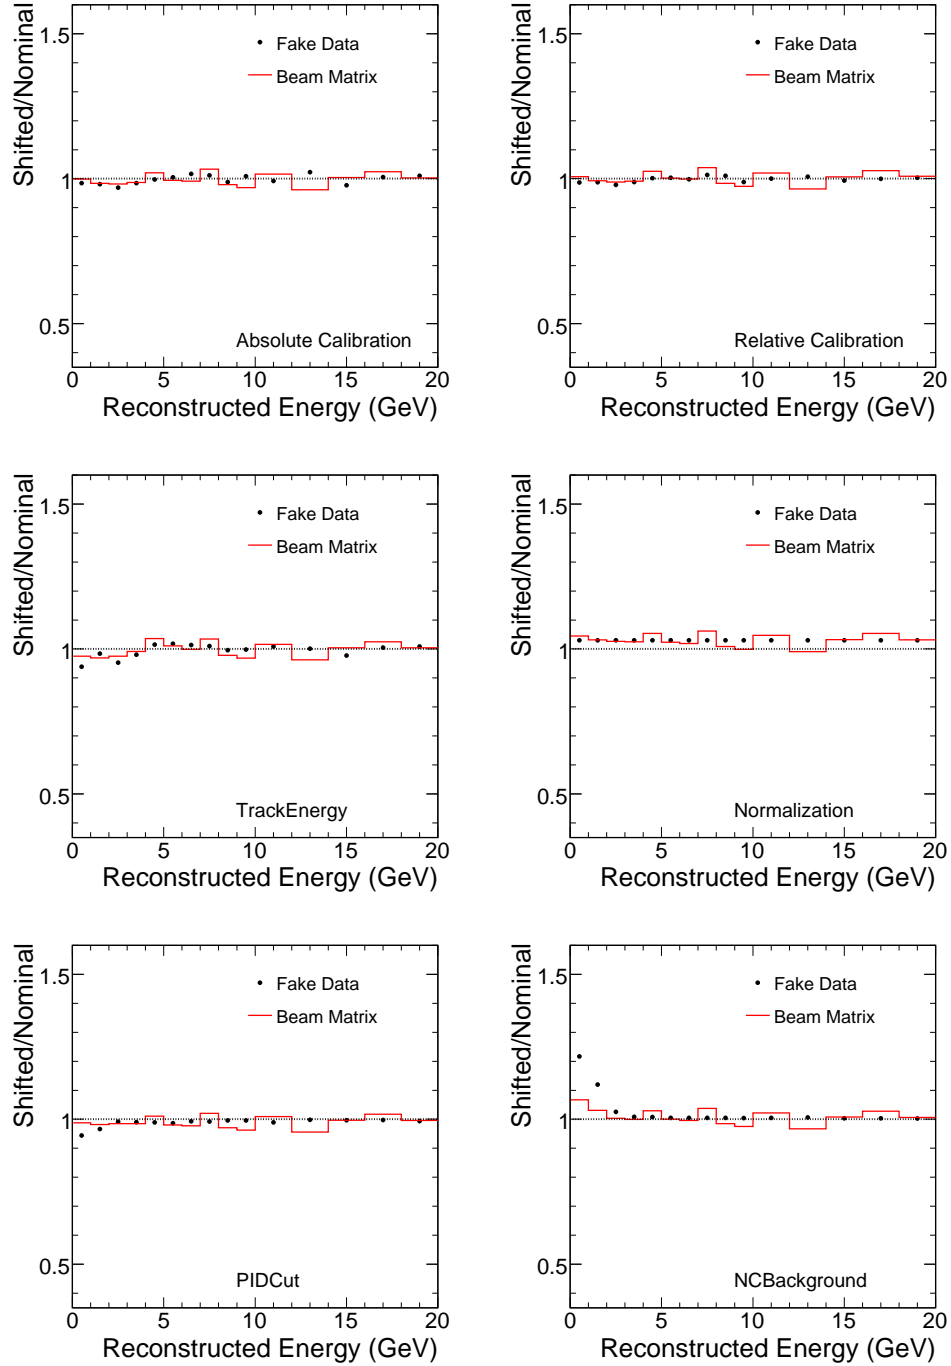 Shifted/Nominal
1.5
1
0.5
Fake Data
Beam Matrix
Absolute Calibration
0 5 10 15 20
Reconstructed Energy (GeV)
Shifted/Nominal
1.5
1
0.5
Fake Data
Beam Matrix
Relative Calibration
0 5 10 15 20
Reconstructed Energy (GeV)
Shifted/Nominal
1.5
1
0.5
Fake Data
Beam Matrix
TrackEnergy
0 5 10 15 20
Reconstructed Energy (GeV)
Shifted/Nominal
1.5
1
0.5
Fake Data
Beam Matrix
Normalization
0 5 10 15 20
Reconstructed Energy (GeV)
Shifted/Nominal
1.5
1
0.5
Fake Data
Beam Matrix
PIDCut
0 5 10 15 20
Reconstructed Energy (GeV)
Shifted/Nominal
1.5
1
0.5
Fake Data
Beam Matrix
NCBackground
0 5 10 15 20
Reconstructed Energy (GeV)